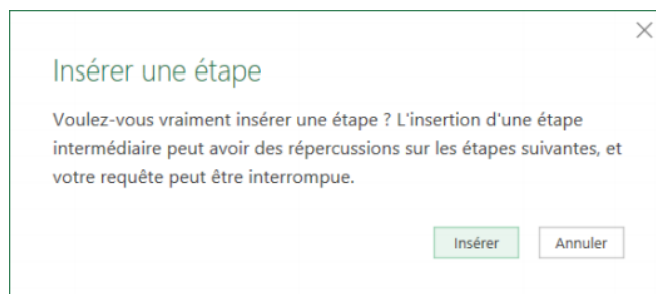 Insérer une étape
Voulez-vous vraiment insérer une étape ? L'insertion d'une étape
intermédiaire peut avoir des répercussions sur les étapes suivantes, et
votre requête peut être interrompue.
Insérer Annuler